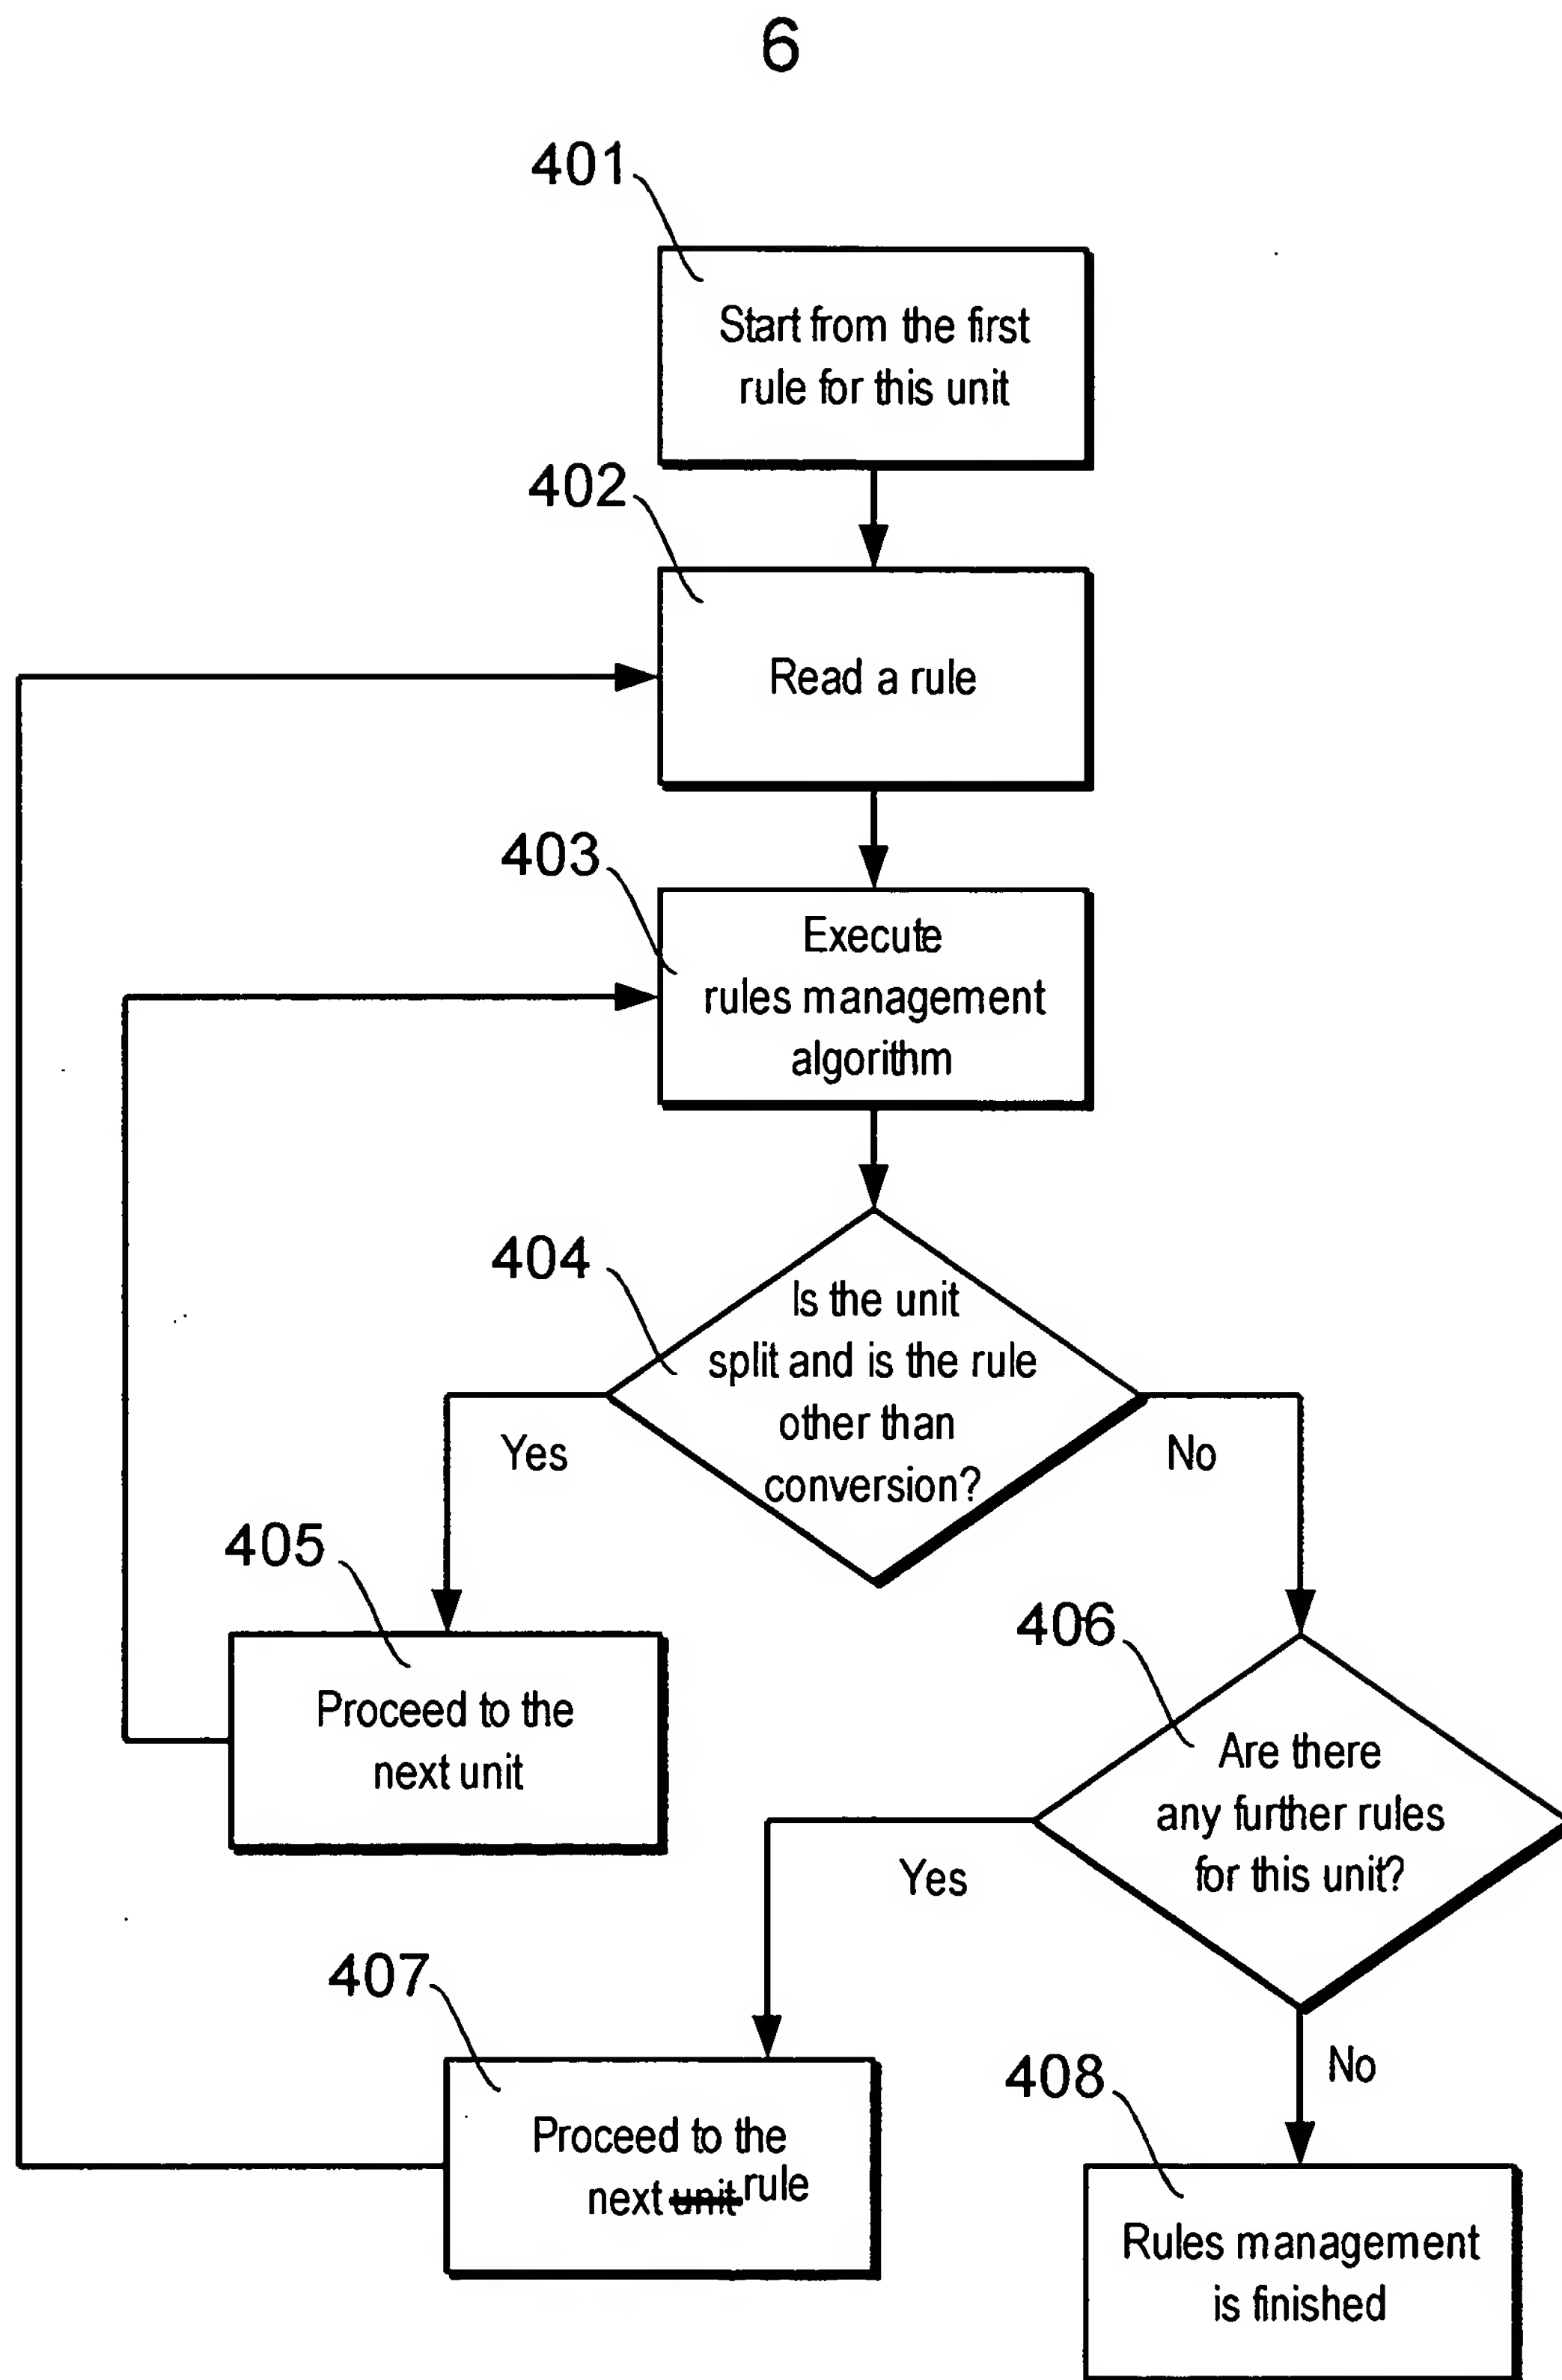 6
401
Start from the first
rule for this unit
402
Read a rule
403
Execute
rules management
algorithm
404
Is the unit
split and is the rule
other than
conversion?
Yes
No
405
Proceed to the
next unit
406
Are there
any further rules
for this unit?
Yes
No
407
Proceed to the
next unit rule
408
Rules management
is finished